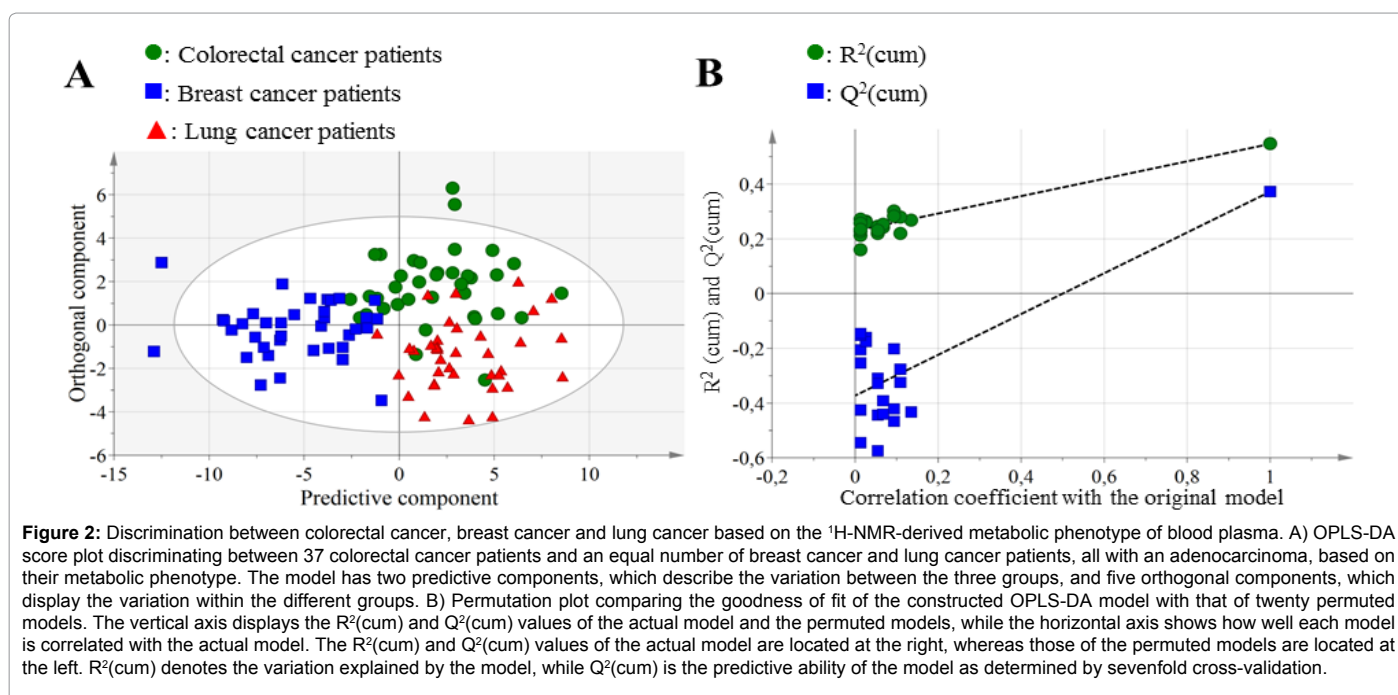 A
●: Colorectal cancer patients
■: Breast cancer patients
▲: Lung cancer patients
Orthogonal component
6
4
2
0
-2
-4
-6
-15
-10
-5
0
5
10
Predictive component
B
●: R²(cum)
■: Q²(cum)
R² (cum) and Q²(cum)
0,4
0,2
0
-0,2
-0,4
-0,6
-0,2
0
0,2
0,4
0,6
0,8
1
Correlation coefficient with the original model
Figure 2: Discrimination between colorectal cancer, breast cancer and lung cancer based on the ¹H-NMR-derived metabolic phenotype of blood plasma. A) OPLS-DA
score plot discriminating between 37 colorectal cancer patients and an equal number of breast cancer and lung cancer patients, all with an adenocarcinoma, based on
their metabolic phenotype. The model has two predictive components, which describe the variation between the three groups, and five orthogonal components, which
display the variation within the different groups. B) Permutation plot comparing the goodness of fit of the constructed OPLS-DA model with that of twenty permuted
models. The vertical axis displays the R²(cum) and Q²(cum) values of the actual model and the permuted models, while the horizontal axis shows how well each model
is correlated with the actual model. The R²(cum) and Q²(cum) values of the actual model are located at the right, whereas those of the permuted models are located at
the left. R²(cum) denotes the variation explained by the model, while Q²(cum) is the predictive ability of the model as determined by sevenfold cross-validation.